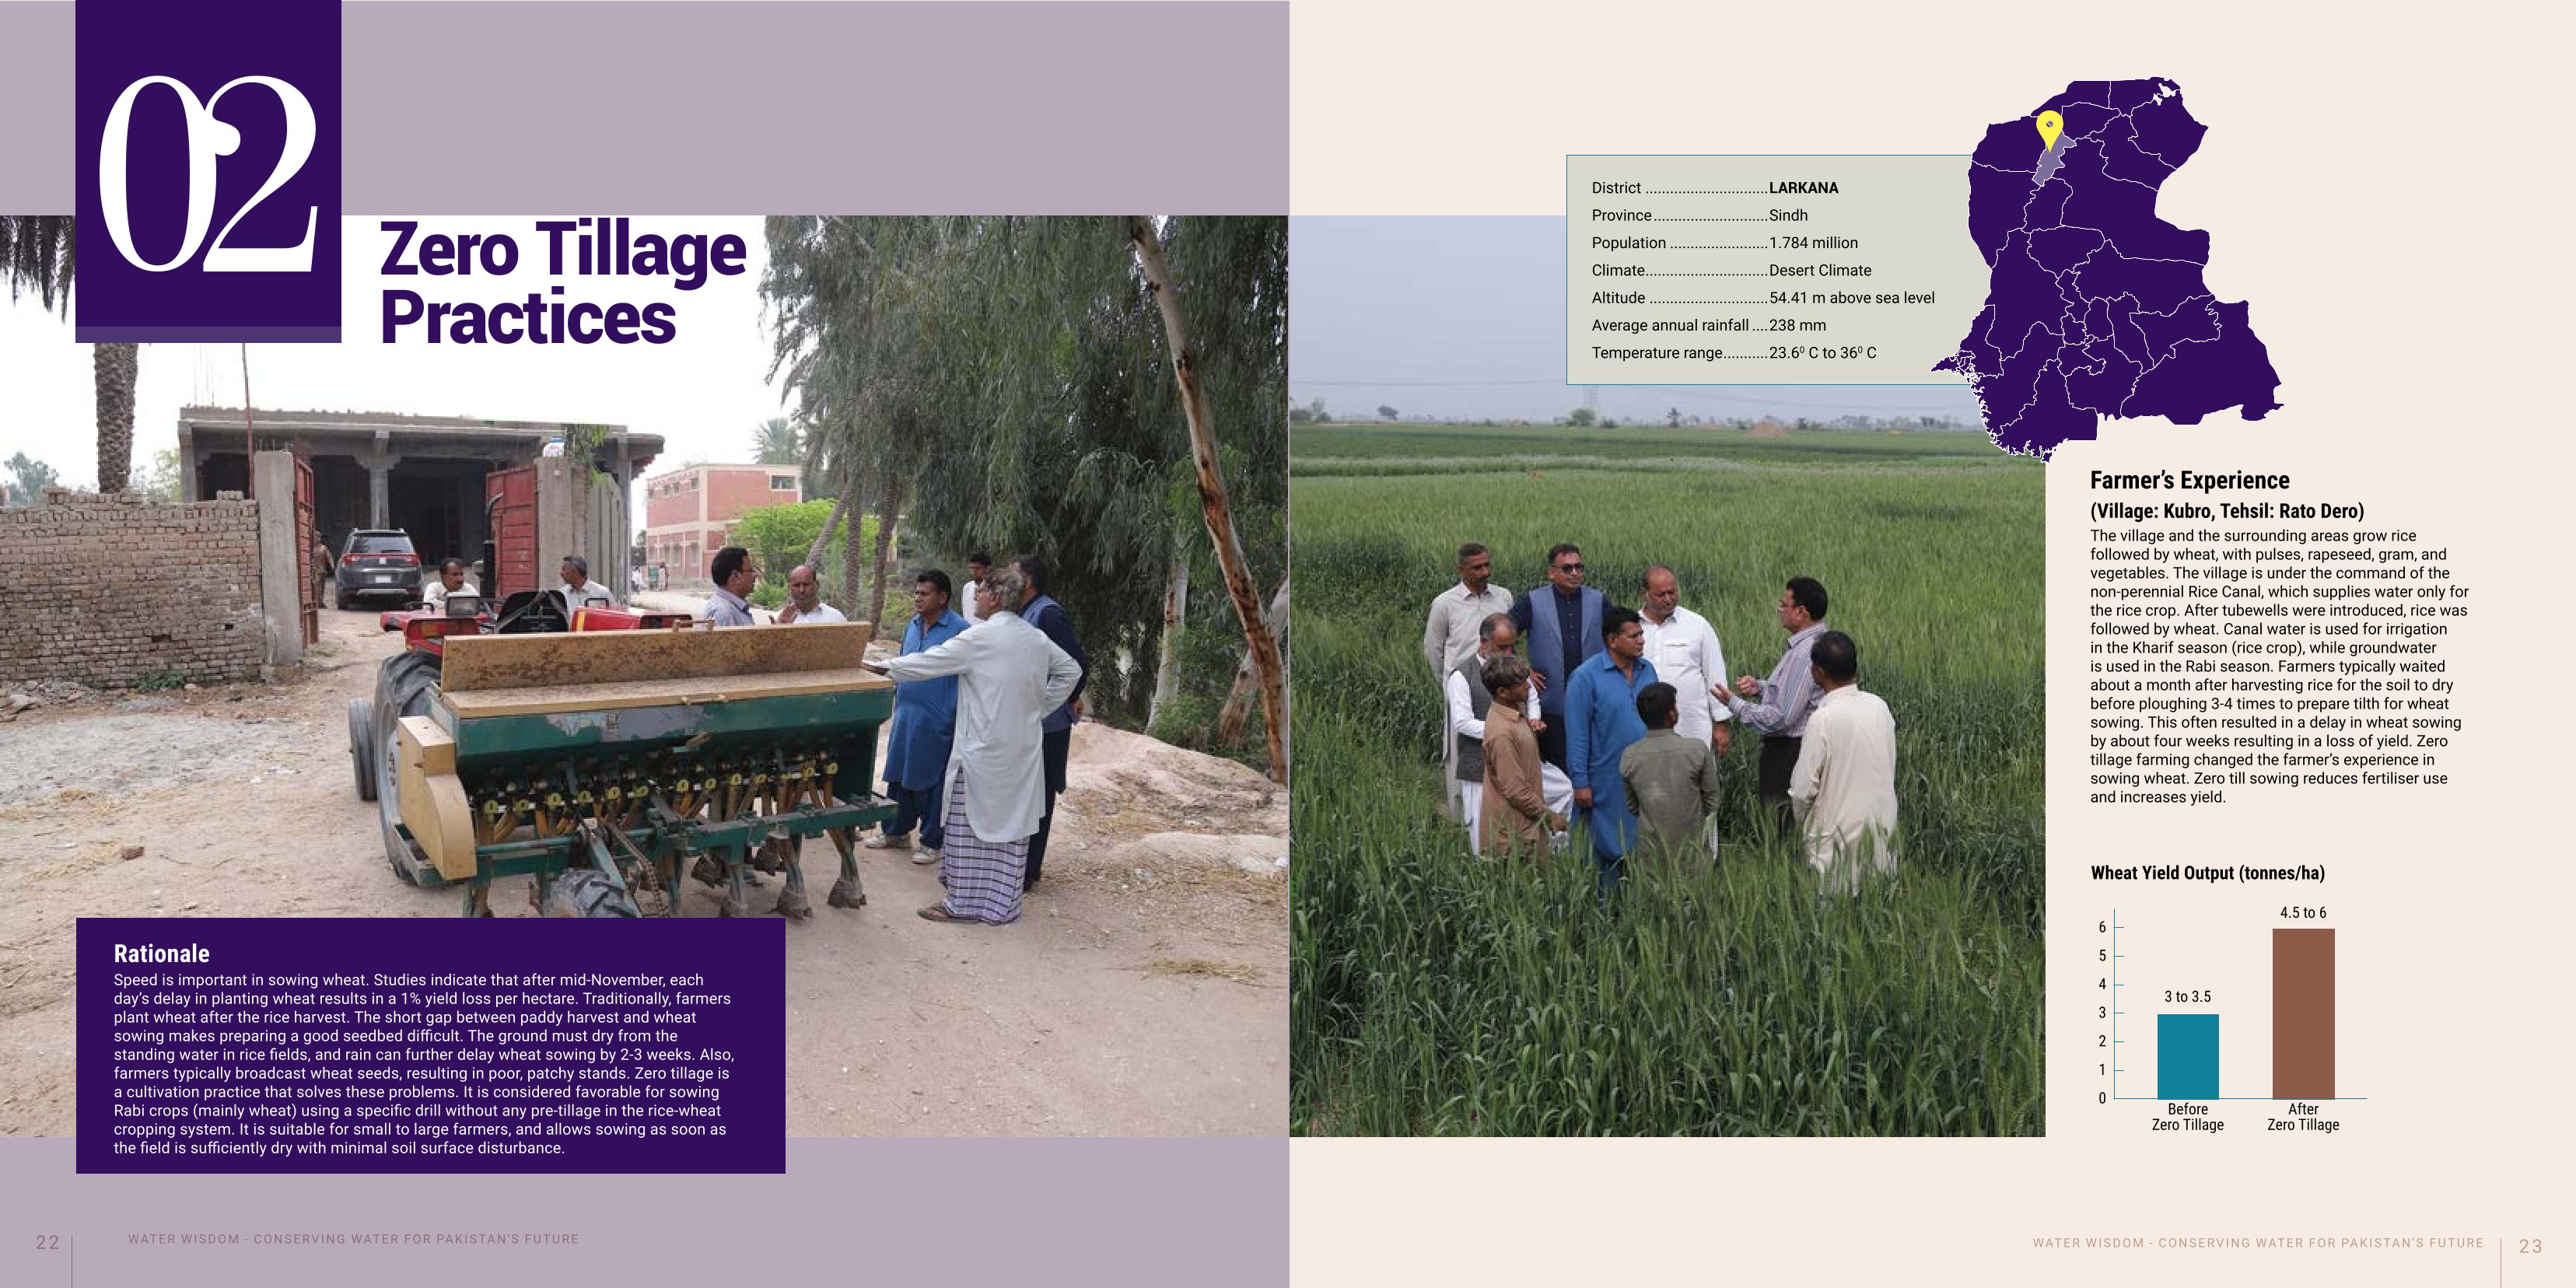 02
Zero Tillage
Practices
Rationale
Speed is important in sowing wheat. Studies indicate that after mid-November, each
day’s delay in planting wheat results in a 1% yield loss per hectare. Traditionally, farmers
plant wheat after the rice harvest. The short gap between paddy harvest and wheat
sowing makes preparing a good seedbed difficult. The ground must dry from the
standing water in rice fields, and rain can further delay wheat sowing by 2-3 weeks. Also,
farmers typically broadcast wheat seeds, resulting in poor, patchy stands. Zero tillage is
a cultivation practice that solves these problems. It is considered favorable for sowing
Rabi crops (mainly wheat) using a specific drill without any pre-tillage in the rice-wheat
cropping system. It is suitable for small to large farmers, and allows sowing as soon as
the field is sufficiently dry with minimal soil surface disturbance.
22
WATER WISDOM - CONSERVING WATER FOR PAKISTAN’S FUTURE
District ..............................LARKANA
Province............................Sindh
Population ........................1.784 million
Climate..............................Desert Climate
Altitude .............................54.41 m above sea level
Average annual rainfall ....238 mm
Temperature range...........23.6⁰ C to 36⁰ C
Farmer’s Experience
(Village: Kubro, Tehsil: Rato Dero)
The village and the surrounding areas grow rice
followed by wheat, with pulses, rapeseed, gram, and
vegetables. The village is under the command of the
non-perennial Rice Canal, which supplies water only for
the rice crop. After tubewells were introduced, rice was
followed by wheat. Canal water is used for irrigation
in the Kharif season (rice crop), while groundwater
is used in the Rabi season. Farmers typically waited
about a month after harvesting rice for the soil to dry
before ploughing 3-4 times to prepare tilth for wheat
sowing. This often resulted in a delay in wheat sowing
by about four weeks resulting in a loss of yield. Zero
tillage farming changed the farmer’s experience in
sowing wheat. Zero till sowing reduces fertiliser use
and increases yield.
Wheat Yield Output (tonnes/ha)
4.5 to 6
6
5
4
3 to 3.5
3
2
1
0
Before
Zero Tillage
After
Zero Tillage
WATER WISDOM - CONSERVING WATER FOR PAKISTAN’S FUTURE
23